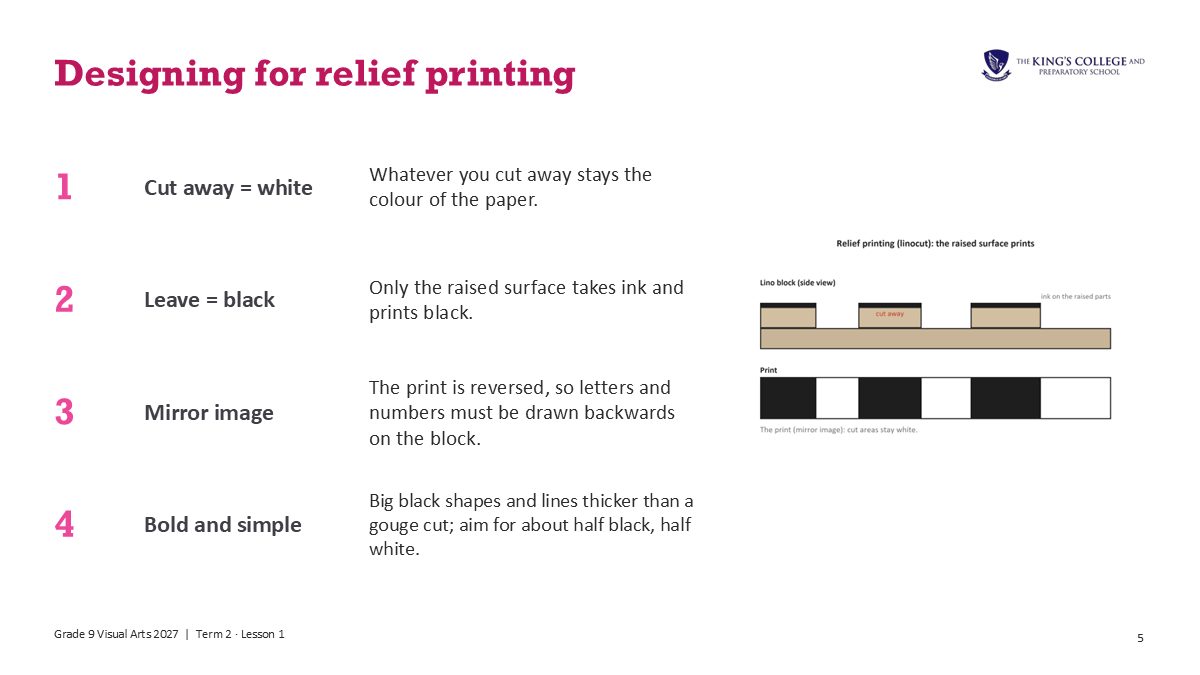 Designing for relief printing
THE KING'S COLLEGE AND
PREPARATORY SCHOOL
1
Cut away = white
Whatever you cut away stays the
colour of the paper.
2
Leave = black
Only the raised surface takes ink and
prints black.
3
Mirror image
The print is reversed, so letters and
numbers must be drawn backwards
on the block.
4
Bold and simple
Big black shapes and lines thicker than a
gouge cut; aim for about half black, half
white.
Relief printing (linocut): the raised surface prints
Lino block (side view)
ink on the raised parts
cut away
Print
The print (mirror image): cut areas stay white.
Grade 9 Visual Arts 2027 | Term 2 · Lesson 1
5